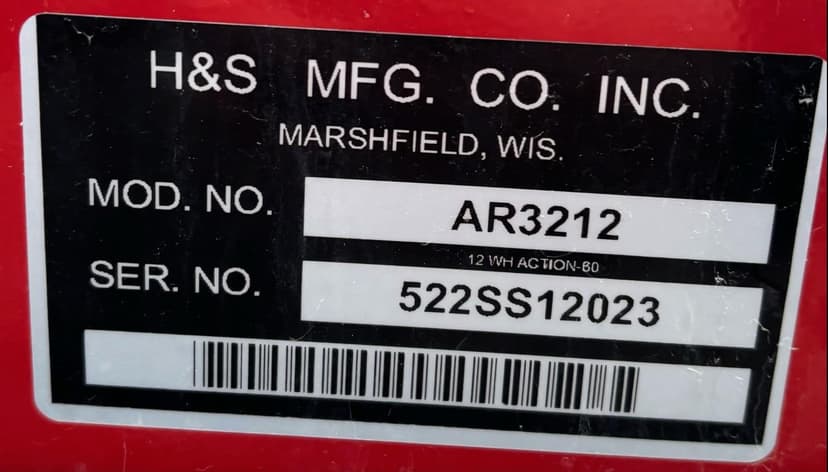 H&S MFG. CO. INC.
MARSHFIELD, WIS.
MOD. NO. AR3212
12 WH ACTION-60
SER. NO. 522SS12023